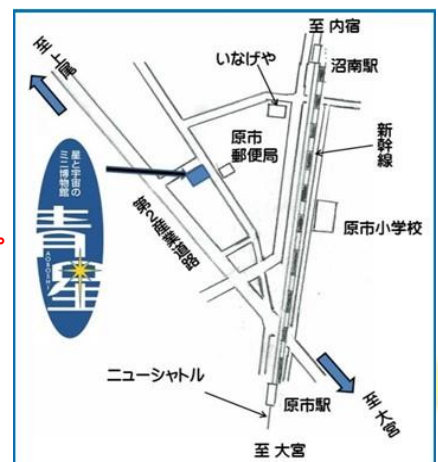 至 内宿
至上尾
いなげや
沼南駅
原市
郵便局
新幹線
星と宇宙の
ミニ博物館
青星
AOBOSHI
第2産業道路
原市小学校
ニューシャトル
原市駅
至大宮
至 大宮